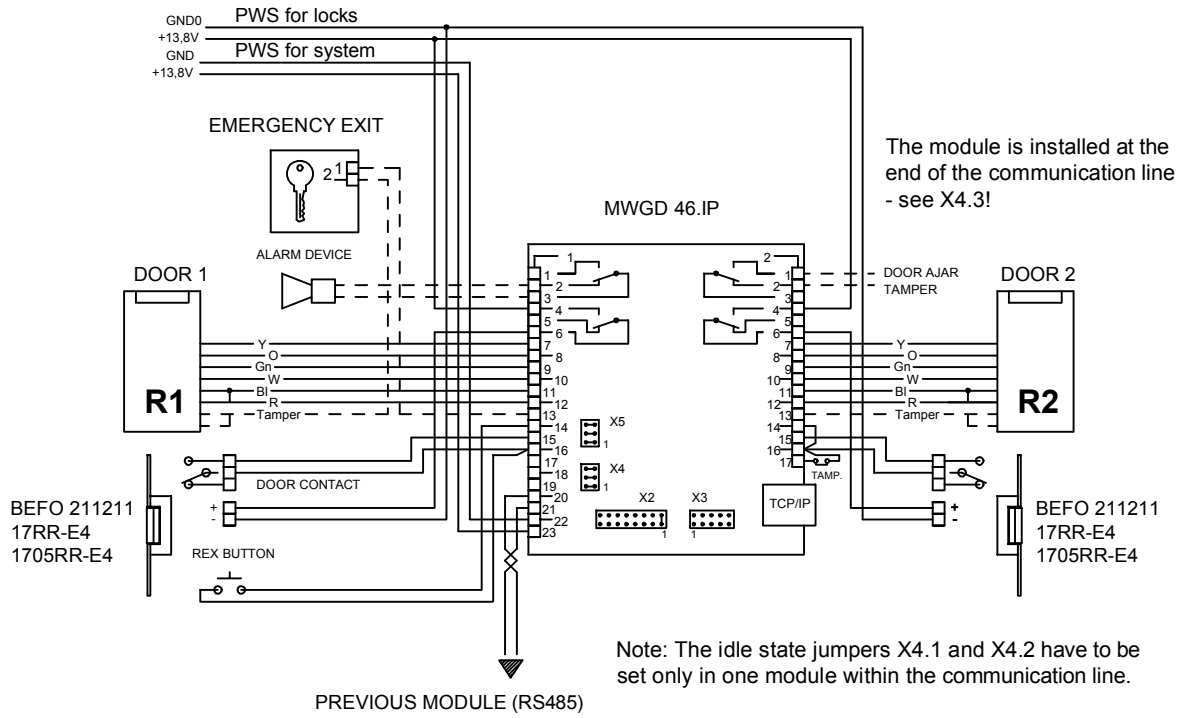 GND0 PWS for locks
+13,8V
GND PWS for system
+13,8V
EMERGENCY EXIT
1
2
The module is installed at the
end of the communication line
- see X4.3!
MWGD 46.IP
ALARM DEVICE
DOOR 1
DOOR AJAR
TAMPER
DOOR 2
1
2
1
2
3
4
5
6
7
8
9
10
11
12
13
14
15
16
17
18
19
20
21
22
23
1
2
3
4
5
6
7
8
9
10
11
12
13
14
15
16
17
Y
O
Gn
W
Bl
R
Tamper
R1
Y
O
Gn
W
Bl
R
Tamper
R2
X5
1
X4
1
X2
1
X3
1
TCP/IP
TAMP.
DOOR CONTACT
+
-
BEFO 211211
17RR-E4
1705RR-E4
REX BUTTON
+
-
BEFO 211211
17RR-E4
1705RR-E4
Note: The idle state jumpers X4.1 and X4.2 have to be
set only in one module within the communication line.
PREVIOUS MODULE (RS485)